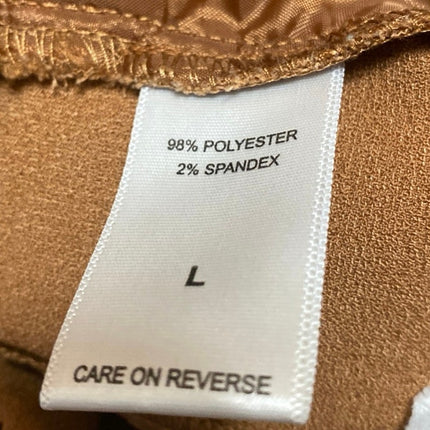 98% POLYESTER
2% SPANDEX
L
CARE ON REVERSE